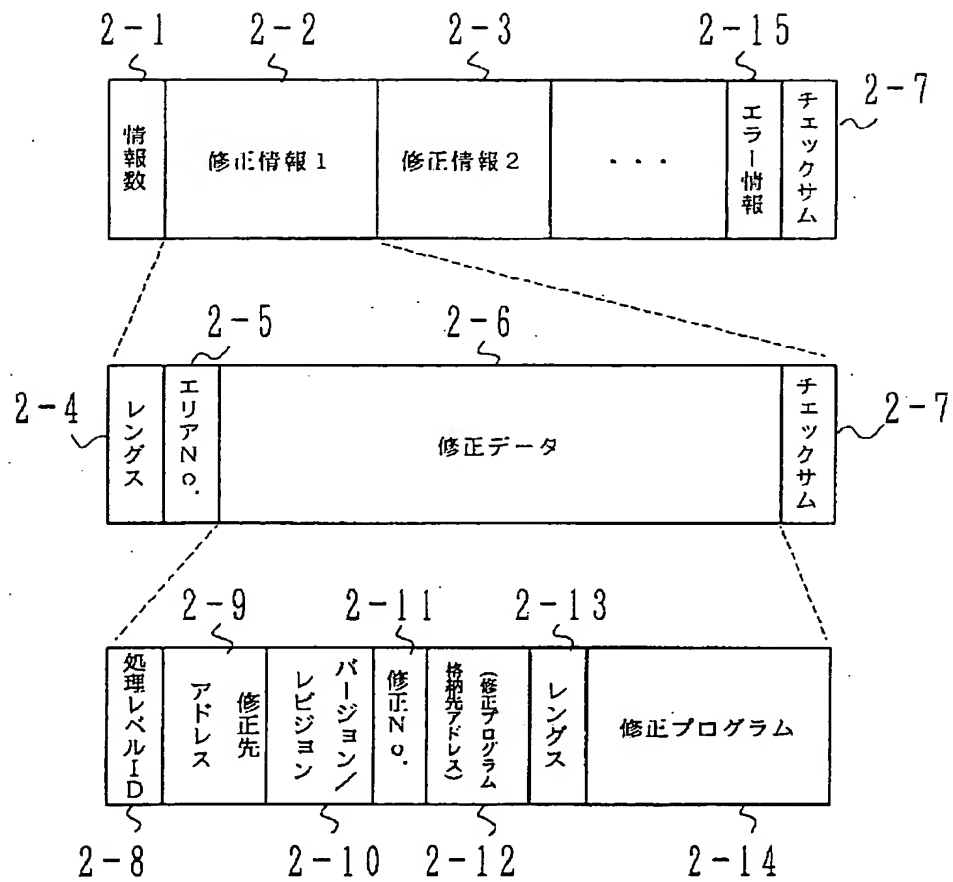 2-1
2-2
2-3
2-15
2-7
情報数
修正情報1
修正情報2
・・・
エラー情報
チェックサム
2-5
2-6
2-4
2-7
レングス
エリアNo.
修正データ
チェックサム
2-9
2-11
2-13
処理レベルID
修正先
アドレス
バージョン/
レビジョン
修正No.
(修正プログラム
格柄先アドレス)
レングス
修正プログラム
2-8
2-10
2-12
2-14